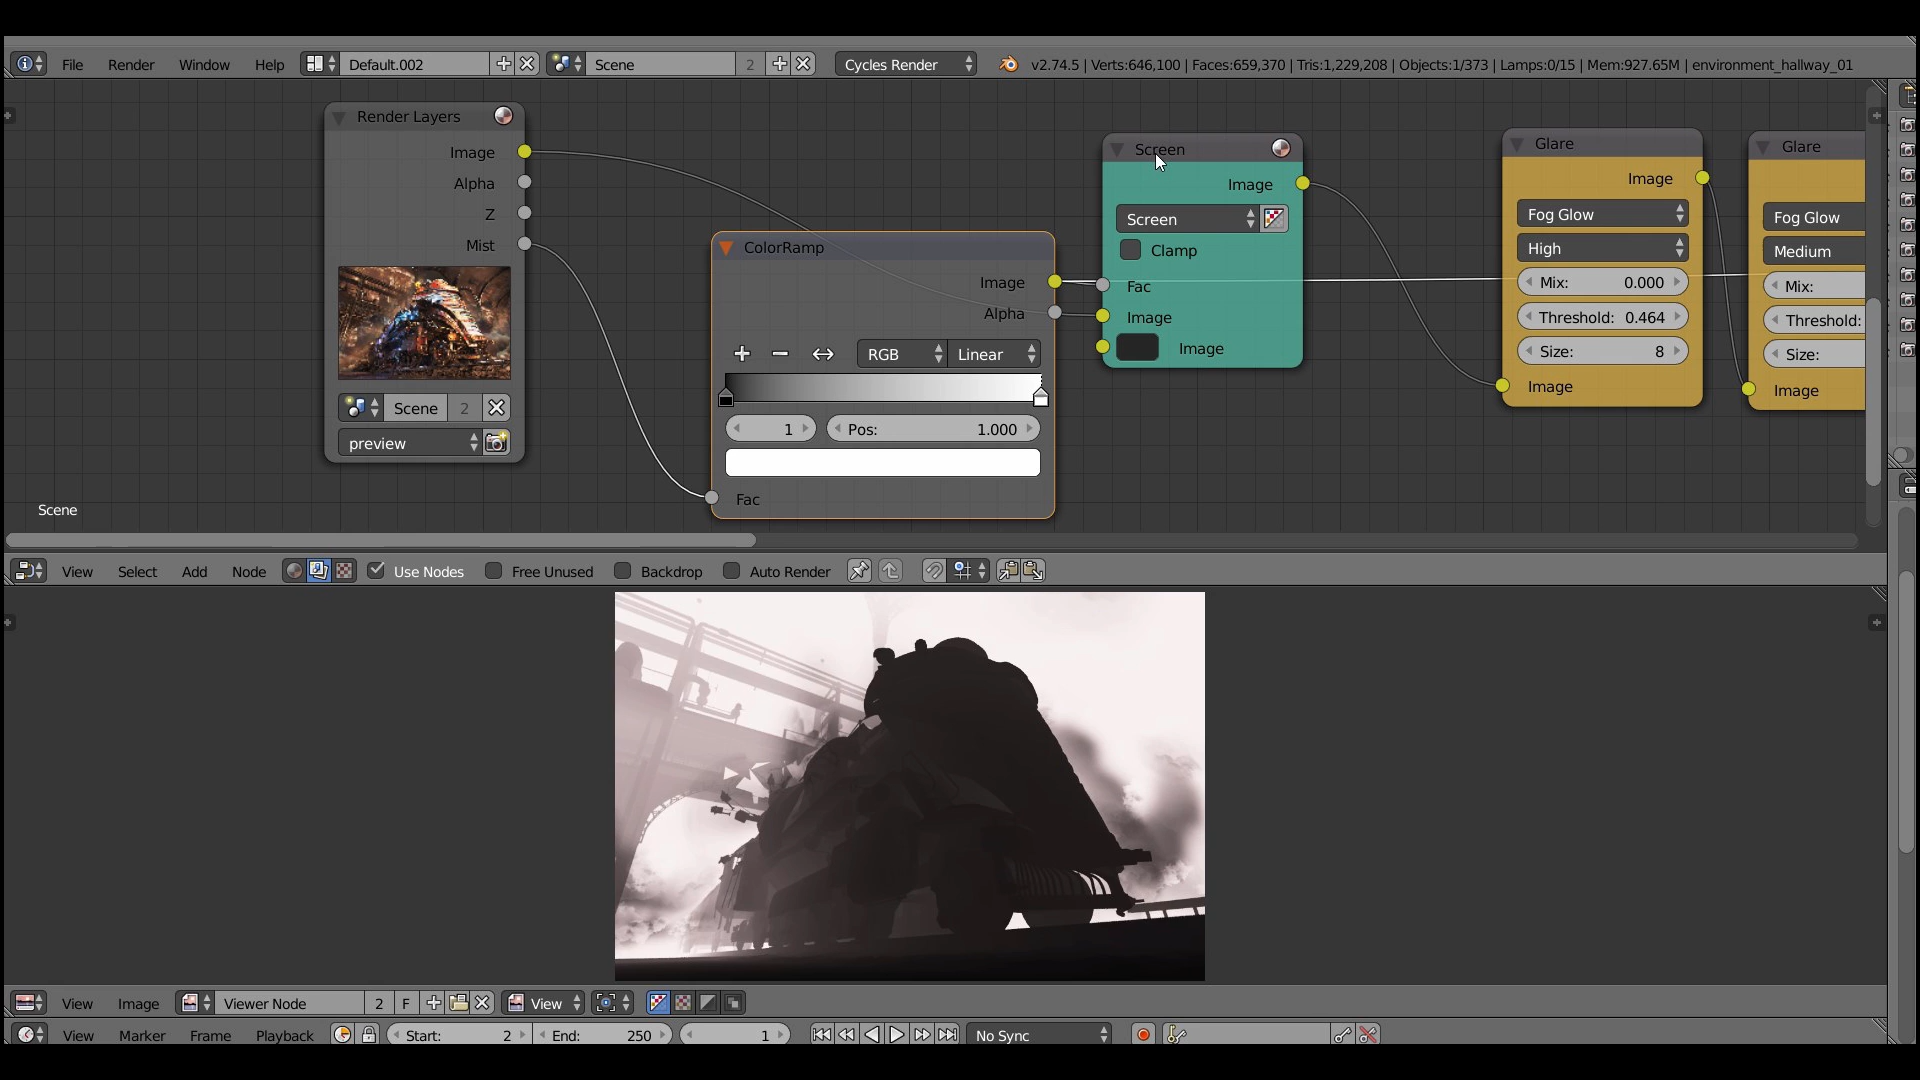 File Render Window Help Default.002 Scene 2 Cycles Render v2.74.5 | Verts:646,100 | Faces:659,370 | Tris:1,229,208 | Objects:1/373 | Lamps:0/15 | Mem:927.65M | environment_hallway_01
Render Layers
Image
Alpha
Z
Mist
Scene 2
preview
ColorRamp
Image
Alpha
RGB Linear
1 Pos: 1.000
Fac
Screen
Image
Screen
Clamp
Fac
Image
Image
Glare
Image
Fog Glow
High
Mix: 0.000
Threshold: 0.464
Size: 8
Image
Glare
Fog Glow
Medium
Mix:
Threshold:
Size:
Image
Scene
View Select Add Node Use Nodes Free Unused Backdrop Auto Render
View Image Viewer Node 2 F View
View Marker Frame Playback Start: 2 End: 250 1 No Sync